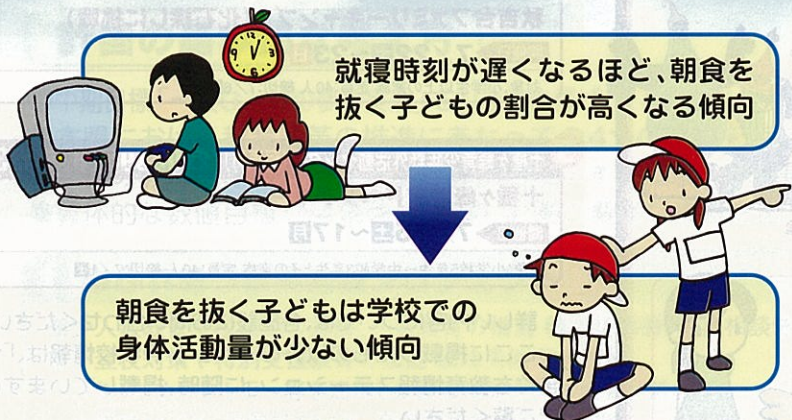 就寝時刻が遅くなるほど、朝食を
抜く子どもの割合が高くなる傾向
朝食を抜く子どもは学校での
身体活動量が少ない傾向